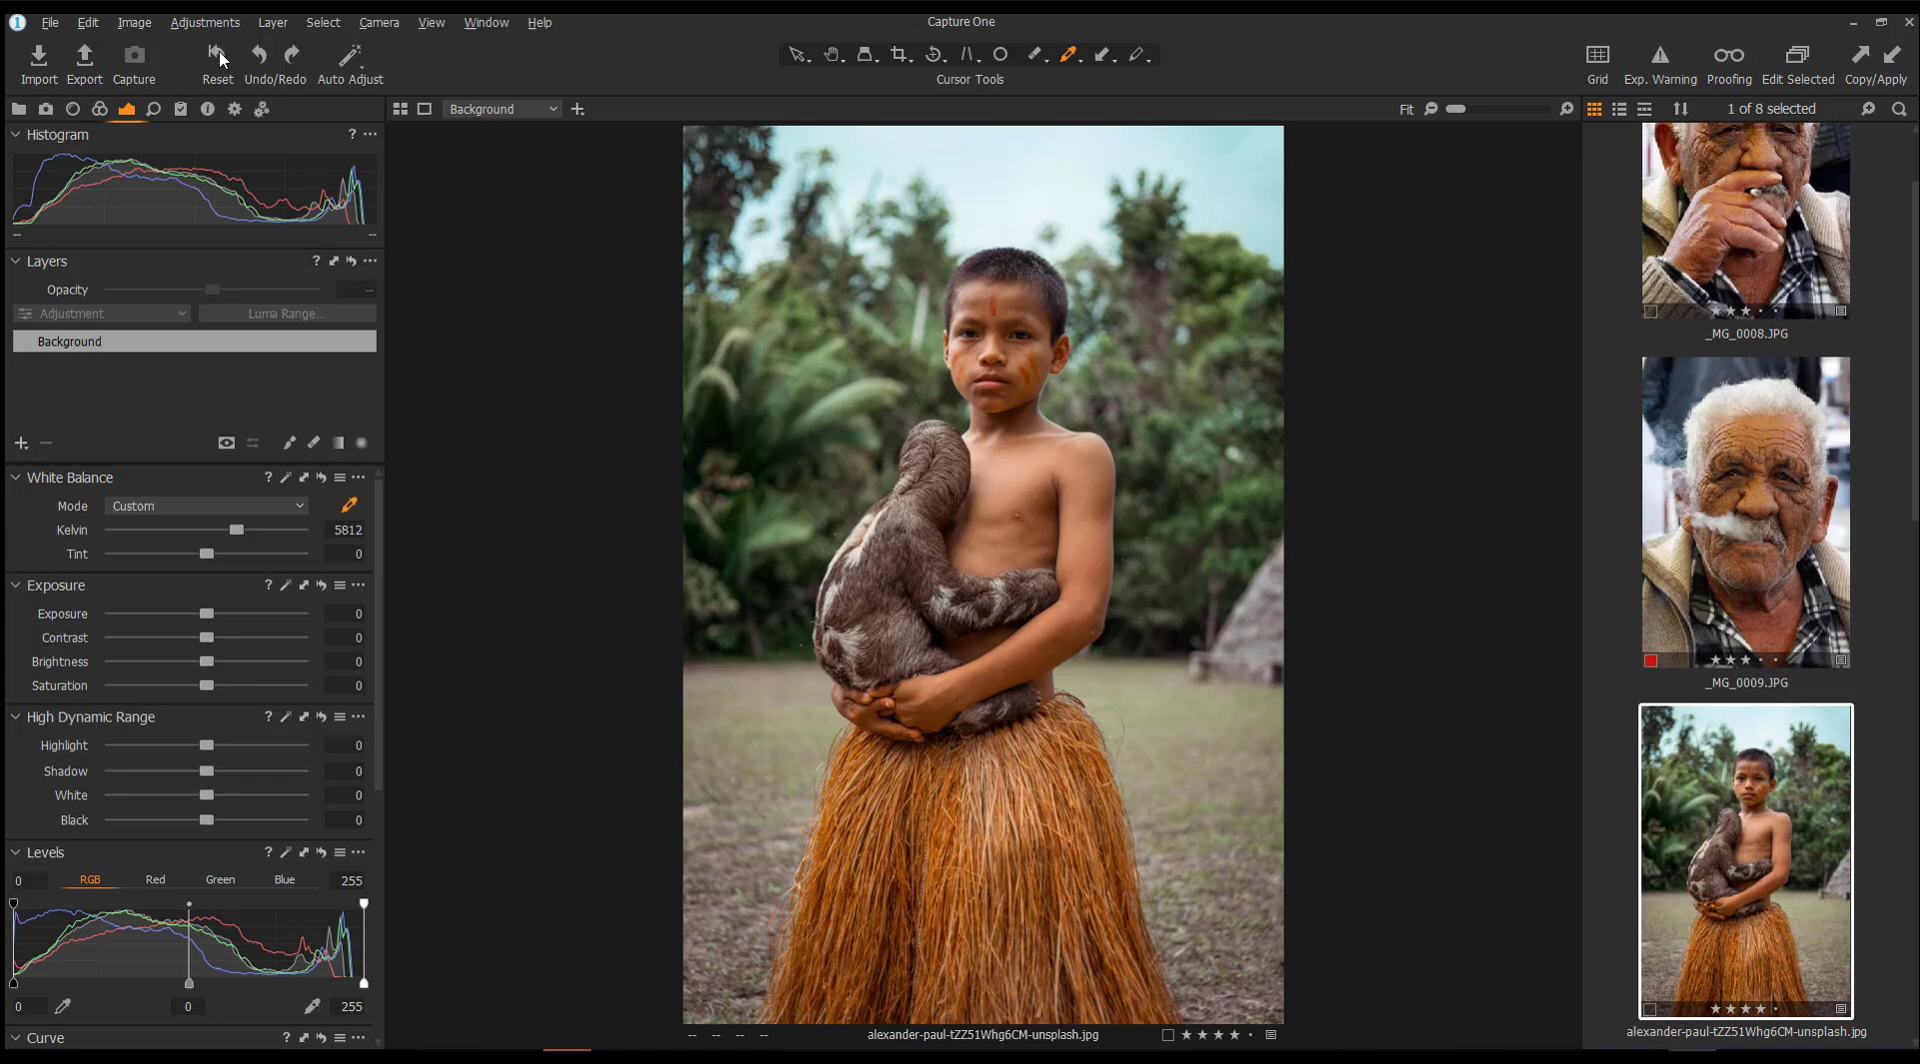 File Edit Image Adjustments Layer Select Camera View Window Help
Capture One
Import Export Capture Reset Undo/Redo Auto Adjust
Cursor Tools
Grid Exp. Warning Proofing Edit Selected Copy/Apply
Background
Fit
1 of 8 selected
Histogram ? ...
-- --
Layers ? ...
Opacity --
Adjustment Luma Range...
Background
White Balance ? ...
Mode Custom
Kelvin 5812
Tint 0
Exposure ? ...
Exposure 0
Contrast 0
Brightness 0
Saturation 0
High Dynamic Range ? ...
Highlight 0
Shadow 0
White 0
Black 0
Levels ? ...
0 RGB Red Green Blue 255
0 0 255
Curve ? ...
-- -- -- -- alexander-paul-tZZ51Whg6CM-unsplash.jpg
_MG_0008.JPG
_MG_0009.JPG
alexander-paul-tZZ51Whg6CM-unsplash.jpg